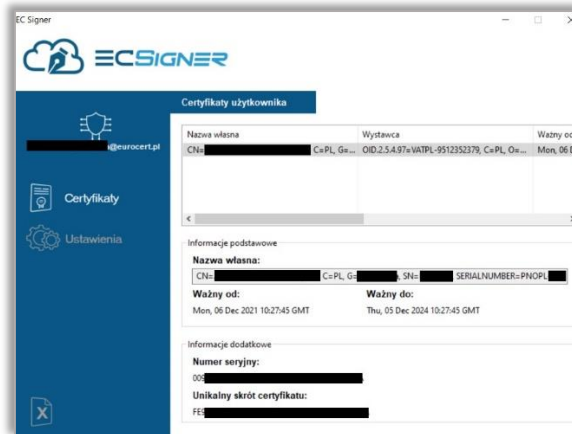 EC Signer
ECSIGNER
Certyfikaty użytkownika
@eurocert.pl
Nazwa własna Wystawca Ważny od
CN= C=PL, G=... OID.2.5.4.97=VATPL-9512352379, C=PL, O=... Mon, 06 D
Certyfikaty
Ustawienia
Informacje podstawowe
Nazwa własna:
CN= C=PL, G= SN= SERIALNUMBER=PNOPL
Ważny od: Ważny do:
Mon, 06 Dec 2021 10:27:45 GMT Thu, 05 Dec 2024 10:27:45 GMT
Informacje dodatkowe
Numer seryjny:
009
Unikalny skrót certyfikatu:
FE9
X